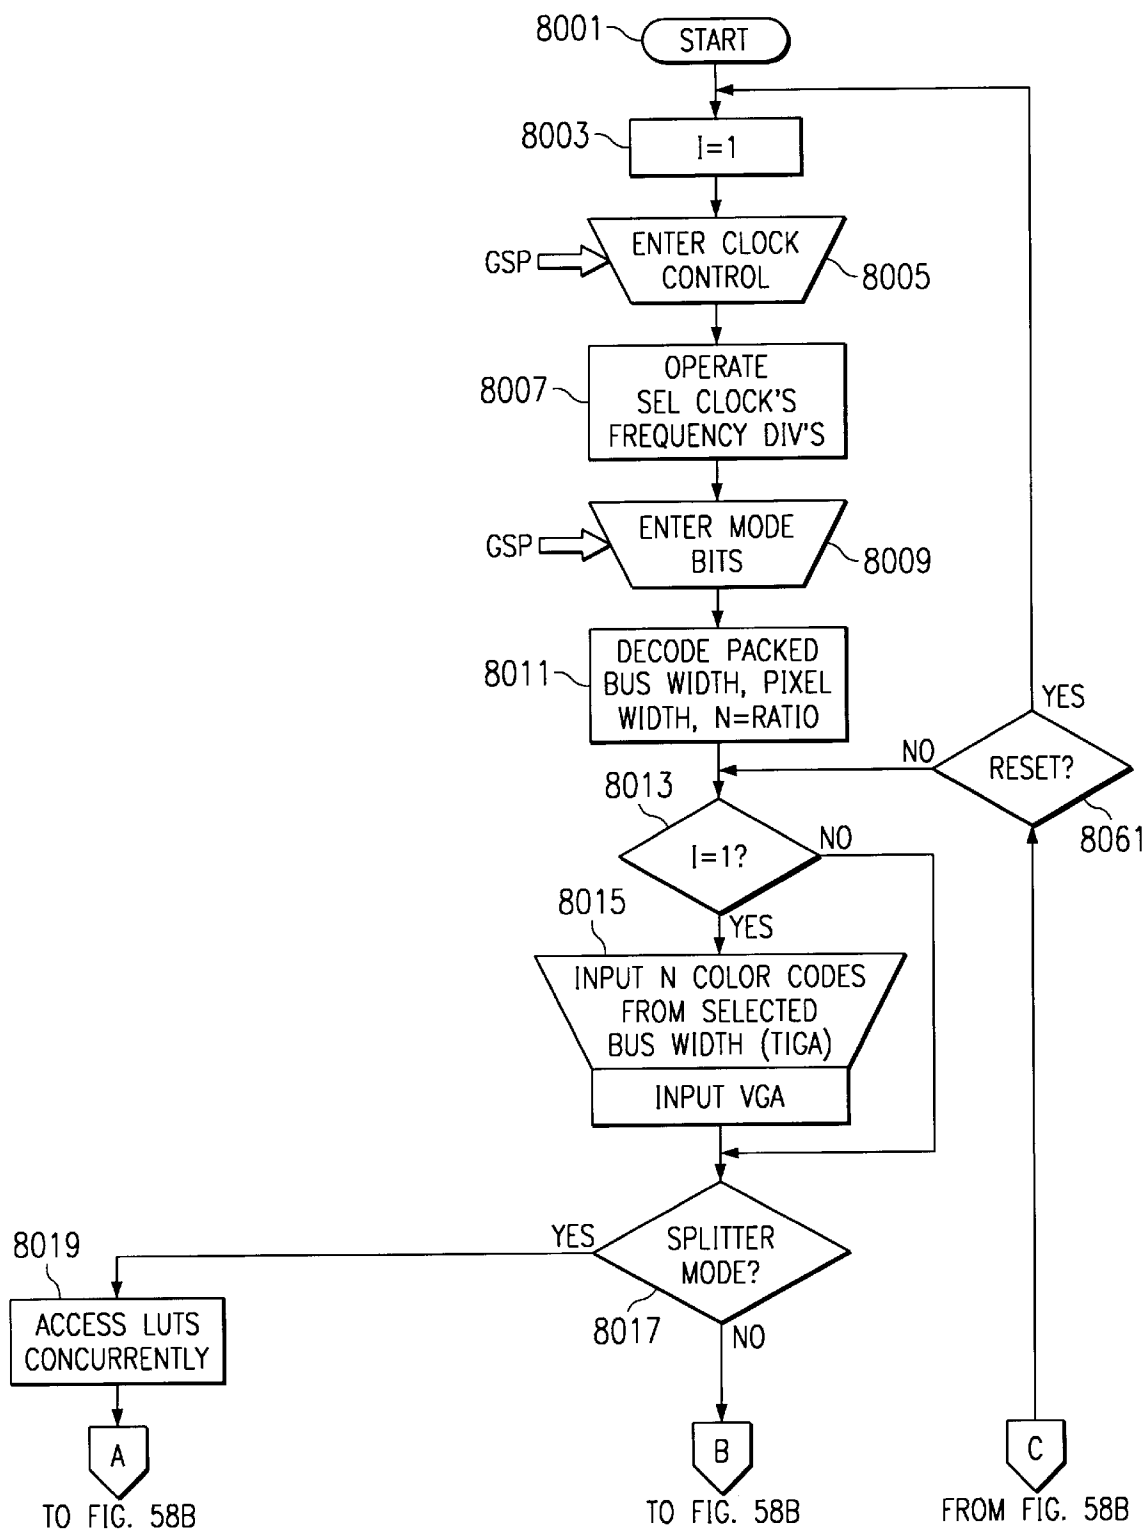 8001
START
8003
I=1
GSP
ENTER CLOCK
CONTROL
8005
8007
OPERATE
SEL CLOCK'S
FREQUENCY DIV'S
GSP
ENTER MODE
BITS
8009
8011
DECODE PACKED
BUS WIDTH, PIXEL
WIDTH, N=RATIO
YES
NO
RESET?
8061
8013
I=1?
NO
YES
8015
INPUT N COLOR CODES
FROM SELECTED
BUS WIDTH (TIGA)
INPUT VGA
YES
SPLITTER
MODE?
8017
NO
8019
ACCESS LUTS
CONCURRENTLY
A
TO FIG. 58B
B
TO FIG. 58B
C
FROM FIG. 58B